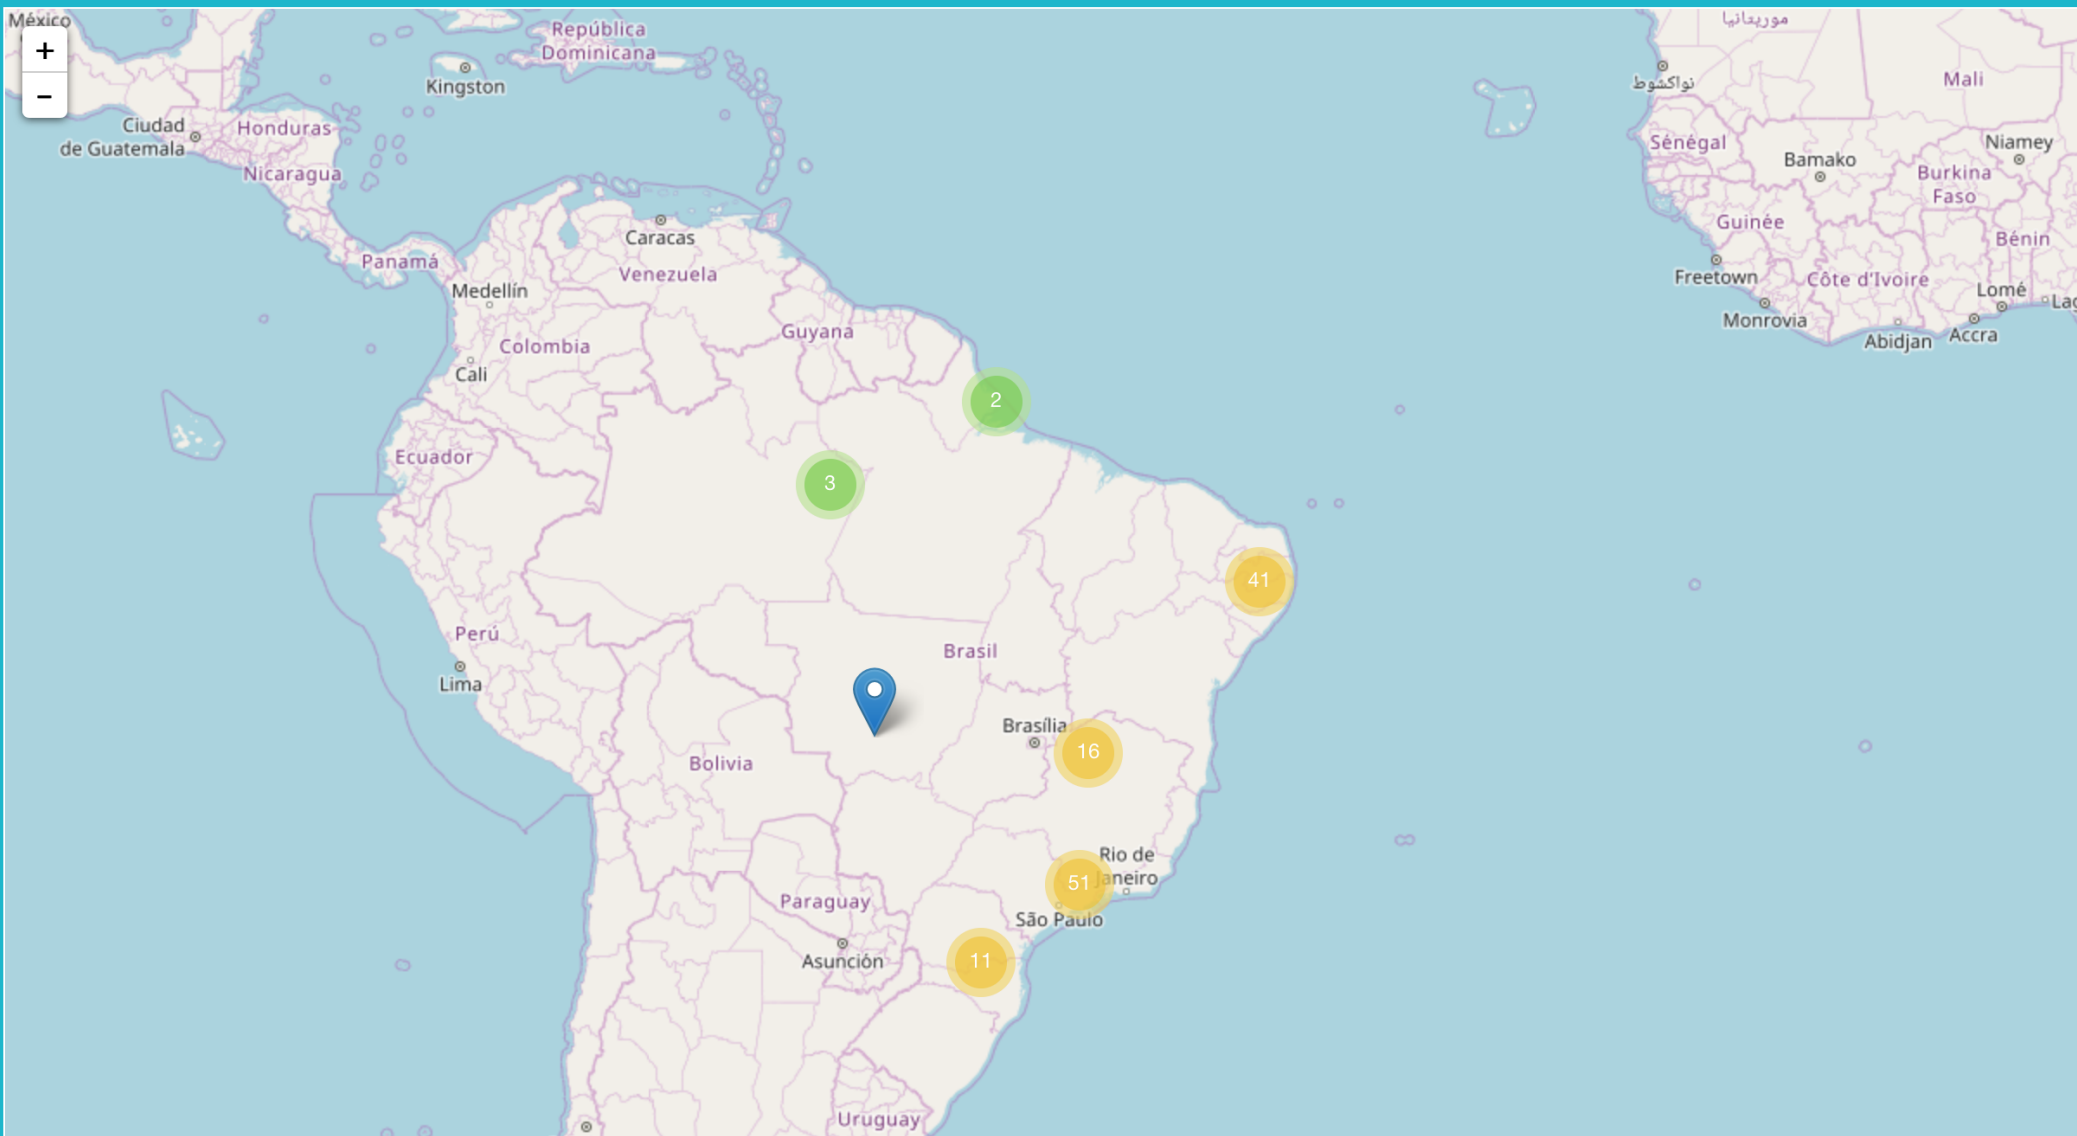 México
+
−
República
Dominicana
Kingston
Ciudad
de Guatemala
Honduras
Nicaragua
Panamá
Caracas
Venezuela
Medellín
Colombia
Cali
Guyana
Ecuador
2
3
41
Perú
Lima
Brasil
Brasília
16
Bolivia
Rio de
Janeiro
51
São Paulo
Paraguay
Asunción
11
Uruguay
موريتانيا
نواكشوط
Mali
Sénégal
Bamako
Niamey
Burkina
Faso
Guinée
Bénin
Freetown
Côte d'Ivoire
Lomé
Lag
Monrovia
Abidjan
Accra